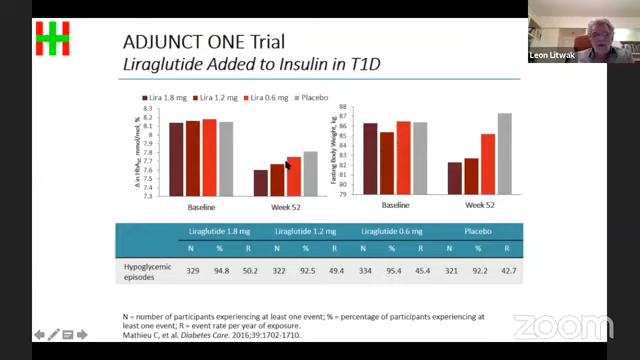 ADJUNCT ONE Trial
Liraglutide Added to Insulin in T1D
Leon Litwak
Lira 1.8 mg Lira 1.2 mg Lira 0.6 mg Placebo
Δ in HbA1c mmol/mol, %
8.3
8.2
8.1
8
7.9
7.8
7.7
7.6
7.5
7.4
7.3
Baseline Week 52
Fasting Body Weight, kg
88
87
86
85
84
83
82
81
80
79
Baseline Week 52
Liraglutide 1.8 mg Liraglutide 1.2 mg Liraglutide 0.6 mg Placebo
N % R N % R N % R N % R
Hypoglycemic episodes 329 94.8 50.2 322 92.5 49.4 334 95.4 45.4 321 92.2 42.7
N = number of participants experiencing at least one event; % = percentage of participants experiencing at
least one event; R = event rate per year of exposure.
Mathieu C, et al. Diabetes Care. 2016;39:1702-1710.
zoom